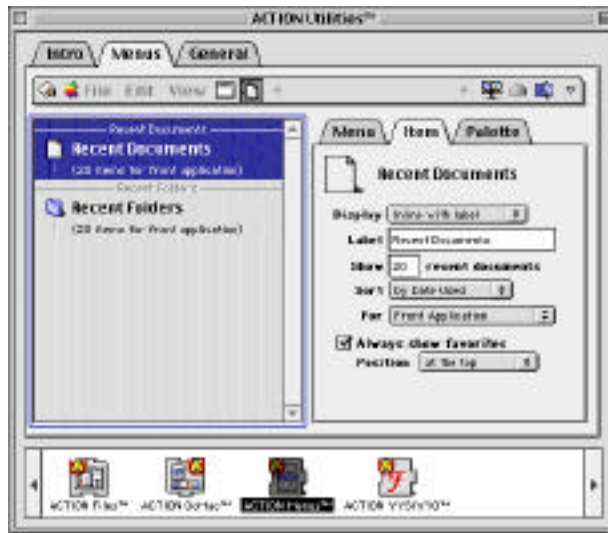 ACTION Utilities™
Intro Menus General
File Edit View
Recent Documents
Recent Documents
(20 items for front application)
Recent Folders
Recent Folders
(20 items for front application)
Menu Item Palette
Recent Documents
Display Inline with label
Label Recent Documents
Show 20 recent documents
Sort by Date Used
For Front Application
Always show favorites
Position at the top
ACTION Files™ ACTION GoMac™ ACTION Menus™ ACTION WYSIWYG™